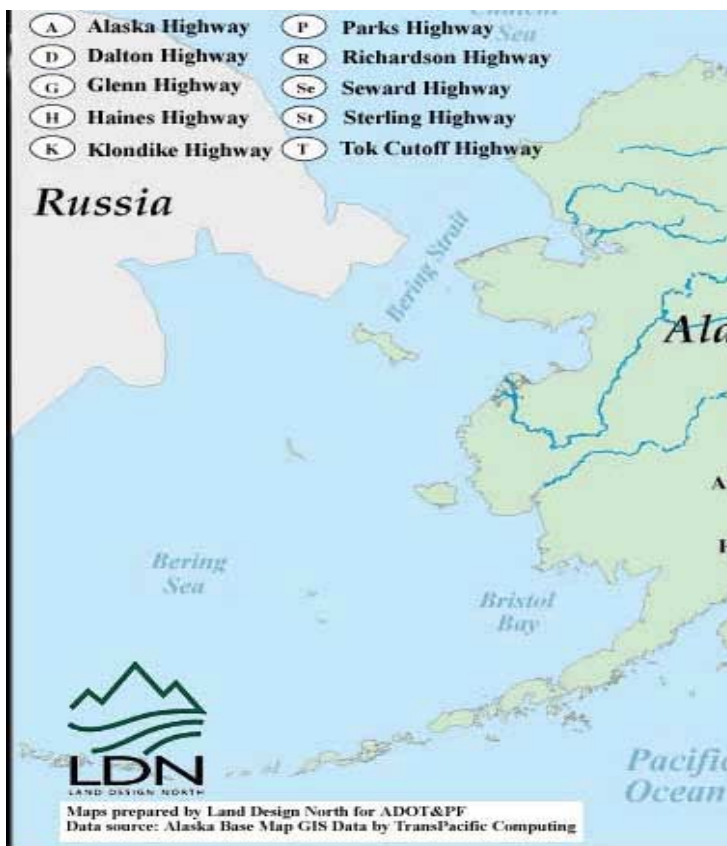 A Alaska Highway
D Dalton Highway
G Glenn Highway
H Haines Highway
K Klondike Highway
P Parks Highway
R Richardson Highway
Se Seward Highway
St Sterling Highway
T Tok Cutoff Highway
Sea
Russia
Bering Strait
Ala
A
Bering
Sea
Bristol
Bay
Pacific
Ocean
LDN
LAND DESIGN NORTH
Maps prepared by Land Design North for ADOT&PF
Data source: Alaska Base Map GIS Data by TransPacific Computing